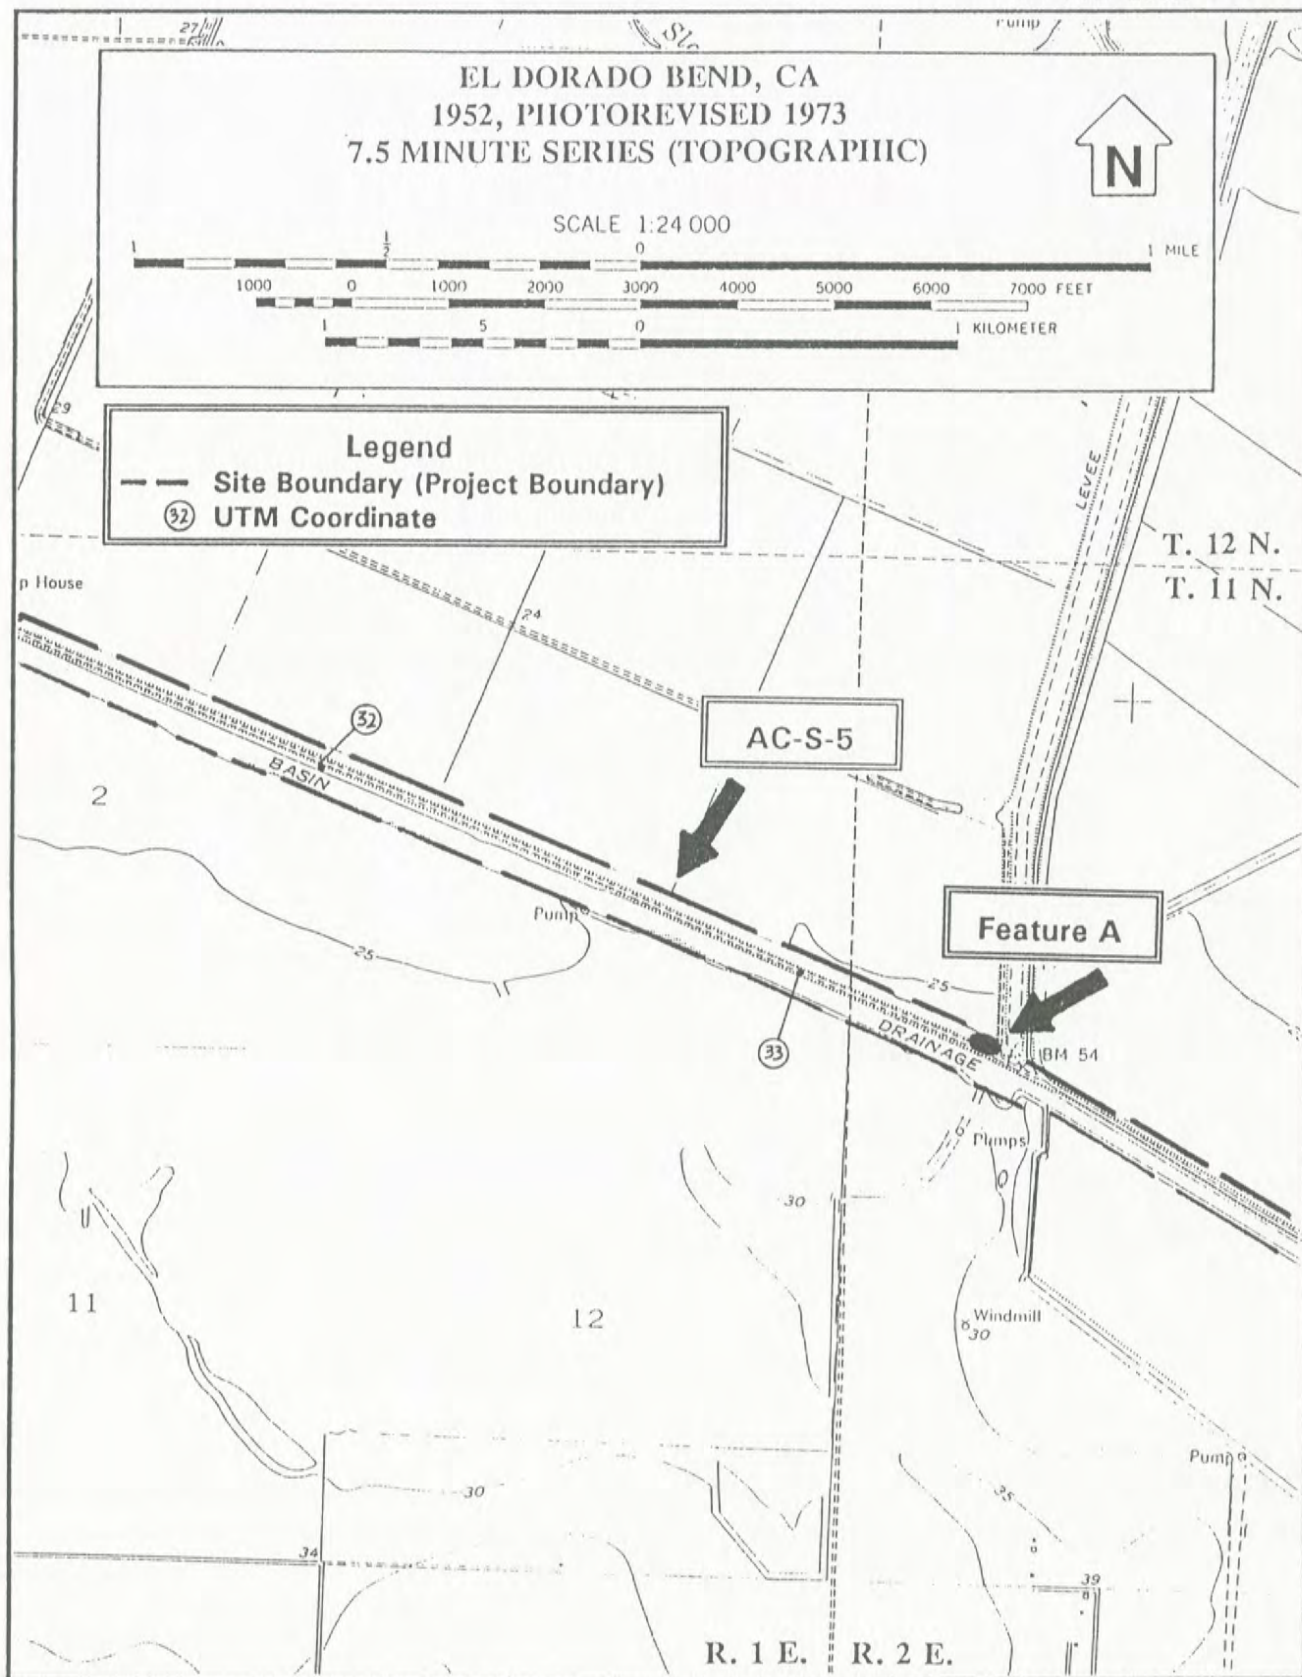 27
Slo
Pump
EL DORADO BEND, CA
1952, PHOTOREVISED 1973
7.5 MINUTE SERIES (TOPOGRAPHIC)
N
SCALE 1:24 000
1 ½ 0 1 MILE
1000 0 1000 2000 3000 4000 5000 6000 7000 FEET
1 5 0 1 KILOMETER
29
Legend
Site Boundary (Project Boundary)
32 UTM Coordinate
LEVEE
T. 12 N.
T. 11 N.
p House
24
32
AC-S-5
BASIN
2
Pump
25
Feature A
25
33
DRAINAGE
BM 54
Pumps
30
11
12
Windmill
30
Pump
30
35
34
39
R. 1 E. R. 2 E.